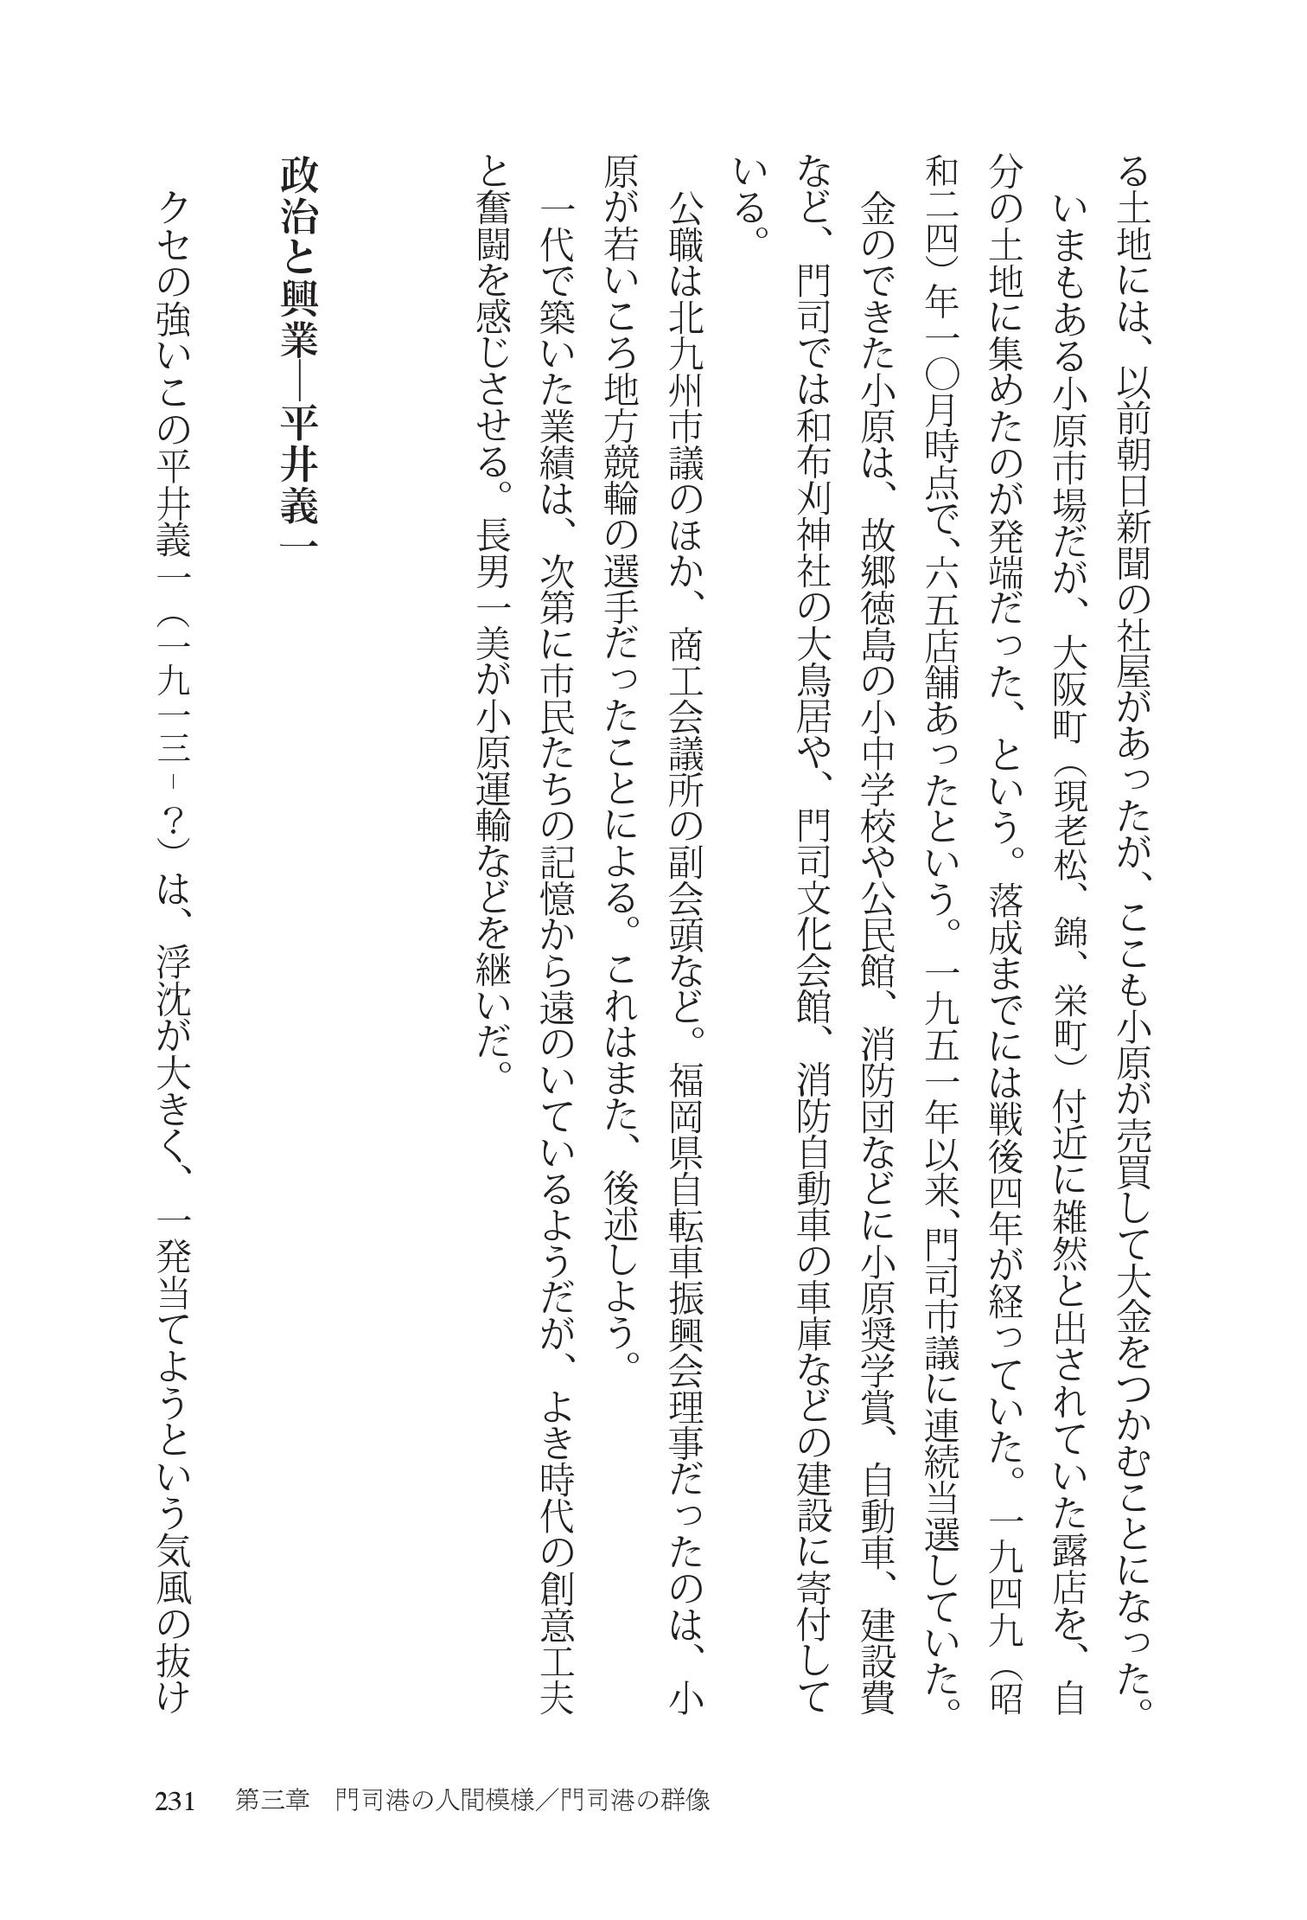 る土地には、以前朝日新聞の社屋があったが、ここも小原が売買して大金をつかむことになった。
いまもある小原市場だが、大阪町（現老松、錦、栄町）付近に雑然と出されていた露店を、自
分の土地に集めたのが発端だった、という。落成までには戦後四年が経っていた。一九四九（昭
和二四）年一〇月時点で、六五店舗あったという。一九五一年以来、門司市議に連続当選していた。
金のできた小原は、故郷徳島の小中学校や公民館、消防団などに小原奨学賞、自動車、建設費
など、門司では和布刈神社の大鳥居や、門司文化会館、消防自動車の車庫などの建設に寄付して
いる。
公職は北九州市議のほか、商工会議所の副会頭など。福岡県自転車振興会理事だったのは、小
原が若いころ地方競輪の選手だったことによる。これはまた、後述しよう。
一代で築いた業績は、次第に市民たちの記憶から遠のいているようだが、よき時代の創意工夫
と奮闘を感じさせる。長男一美が小原運輸などを継いだ。
政治と興業―平井義一
クセの強いこの平井義一（一九一三－？）は、浮沈が大きく、一発当てようという気風の抜け
231 第三章　門司港の人間模様／門司港の群像